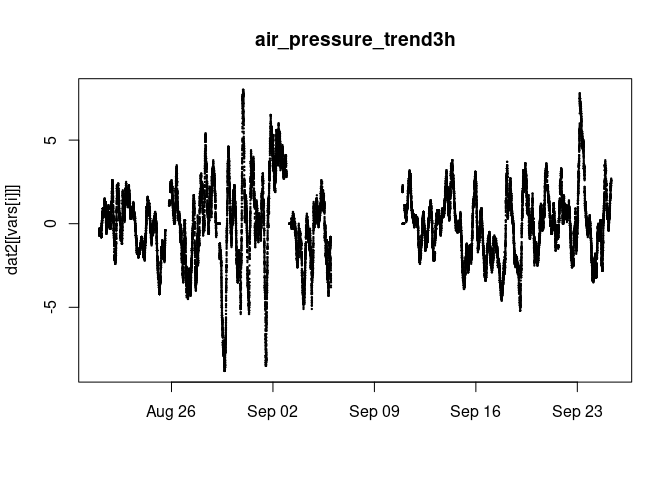 air_pressure_trend3h
dat2[[vars[i]]]
5
0
-5
Aug 26
Sep 02
Sep 09
Sep 16
Sep 23